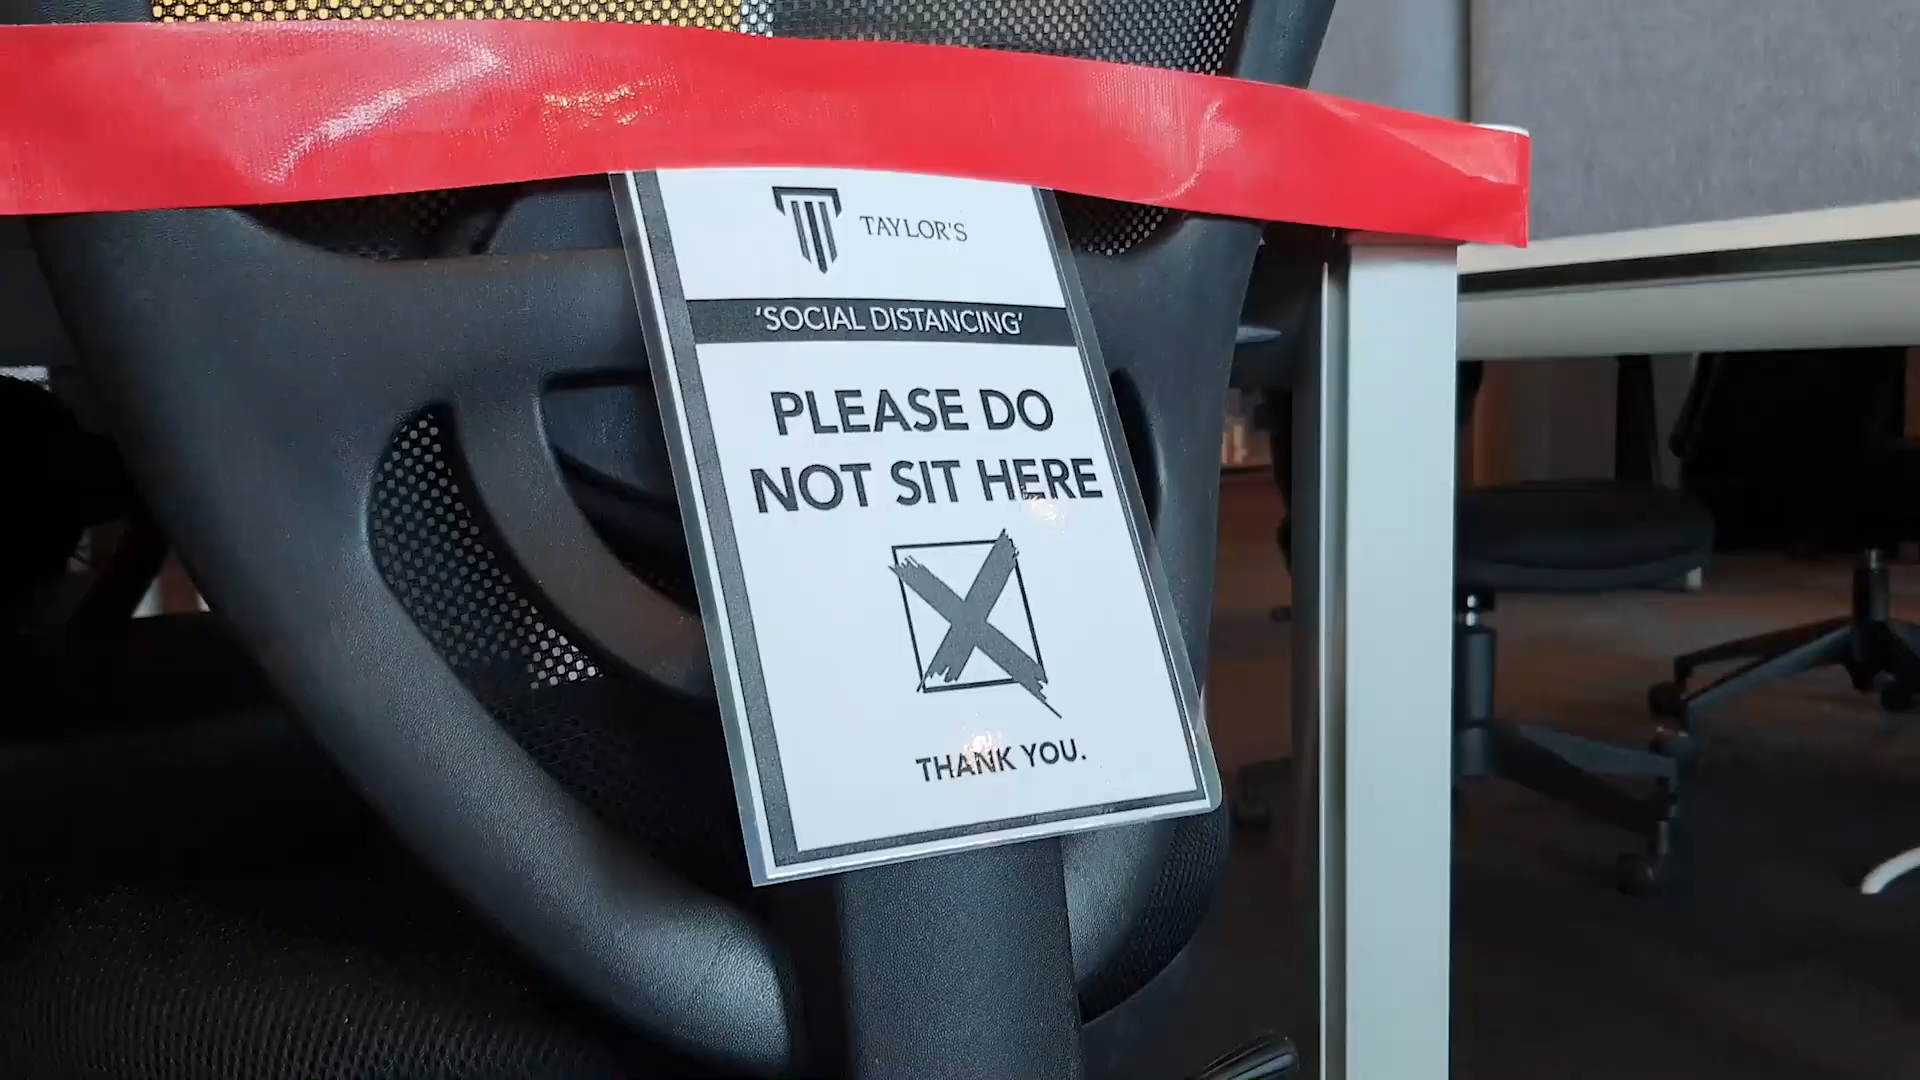 TAYLOR'S
'SOCIAL DISTANCING'
PLEASE DO
NOT SIT HERE
THANK YOU.